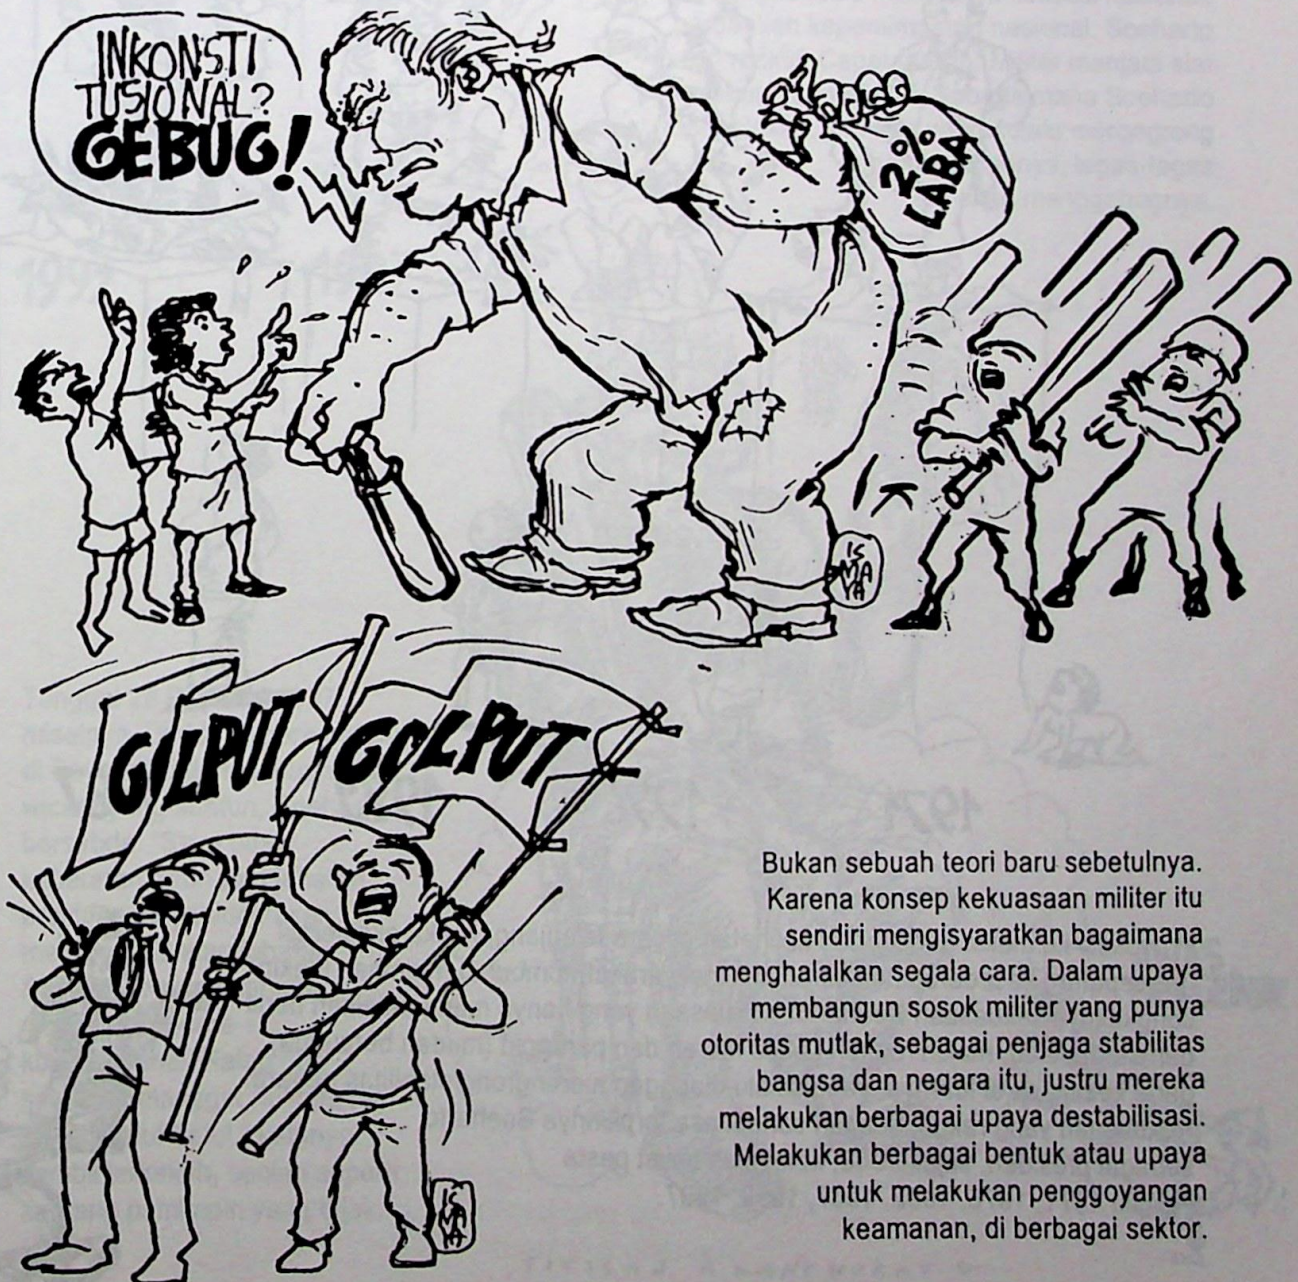 INKONSTI
TUSIONAL?
GEBUG!
2% LABA
GOLPUT
GOLPUT
Bukan sebuah teori baru sebetulnya.
Karena konsep kekuasaan militer itu
sendiri mengisyaratkan bagaimana
menghalalkan segala cara. Dalam upaya
membangun sosok militer yang punya
otoritas mutlak, sebagai penjaga stabilitas
bangsa dan negara itu, justru mereka
melakukan berbagai upaya destabilisasi.
Melakukan berbagai bentuk atau upaya
untuk melakukan penggoyangan
keamanan, di berbagai sektor.